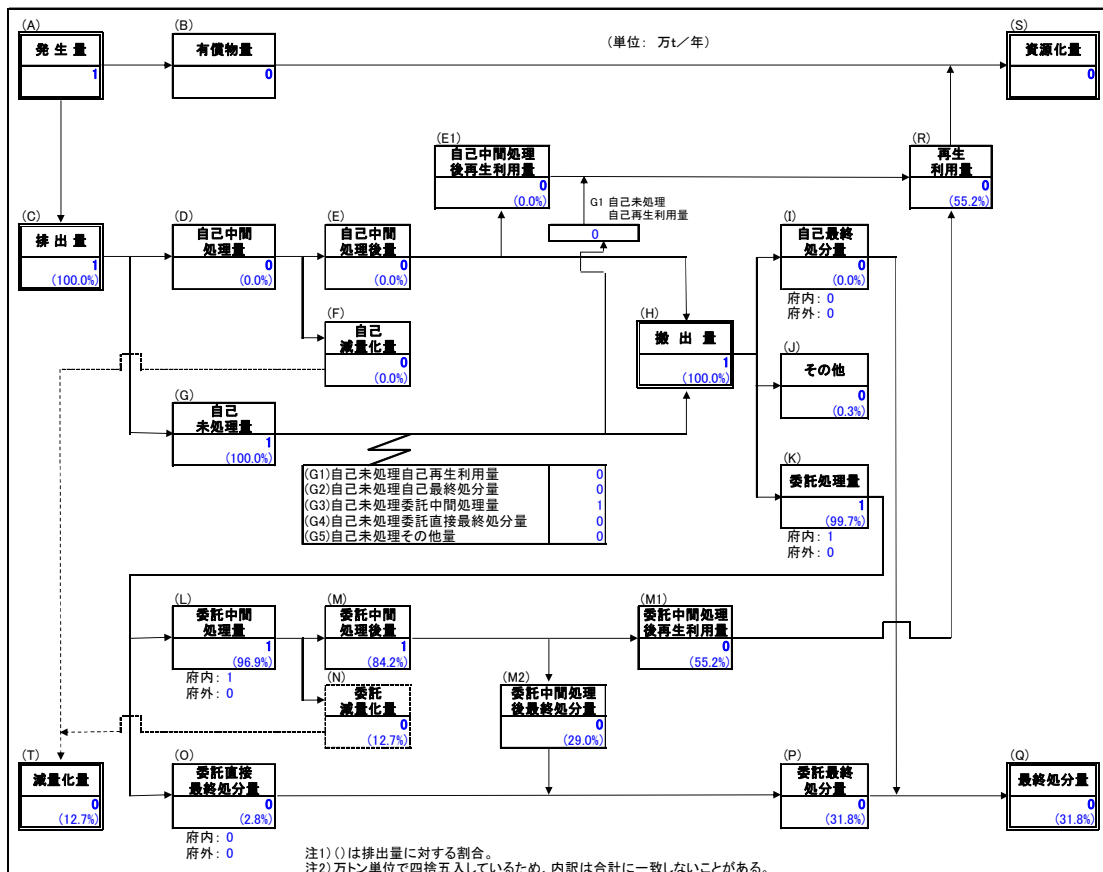 (A)
発生量
1
(B)
有償物量
0
(単位: 万t/年)
(S)
資源化量
0
(E1)
自己中間処理
後再生利用量
0
(0.0%)
G1 自己未処理
自己再生利用量
0
(R)
再生
利用量
0
(55.2%)
(C)
排出量
1
(100.0%)
(D)
自己中間
処理量
0
(0.0%)
(E)
自己中間
処理後量
0
(0.0%)
(F)
自己
減量化量
0
(0.0%)
(G)
自己
未処理量
1
(100.0%)
(H)
搬出量
1
(100.0%)
(I)
自己最終
処分量
0
(0.0%)
府内: 0
府外: 0
(J)
その他
0
(0.3%)
(K)
委託処理量
1
(99.7%)
府内: 1
府外: 0
(G1)自己未処理自己再生利用量 0
(G2)自己未処理自己最終処分量 0
(G3)自己未処理委託中間処理量 1
(G4)自己未処理委託直接最終処分量 0
(G5)自己未処理その他量 0
(L)
委託中間
処理量
1
(96.9%)
府内: 1
府外: 0
(M)
委託中間
処理後量
1
(84.2%)
(N)
委託
減量化量
0
(12.7%)
(M1)
委託中間処理
後再生利用量
0
(55.2%)
(M2)
委託中間処理
後最終処分量
0
(29.0%)
(T)
減量化量
0
(12.7%)
(O)
委託直接
最終処分量
0
(2.8%)
府内: 0
府外: 0
(P)
委託最終
処分量
0
(31.8%)
(Q)
最終処分量
0
(31.8%)
注1)()は排出量に対する割合。
注2)万トン単位で四捨五入しているため、内訳は合計に一致しないことがある。